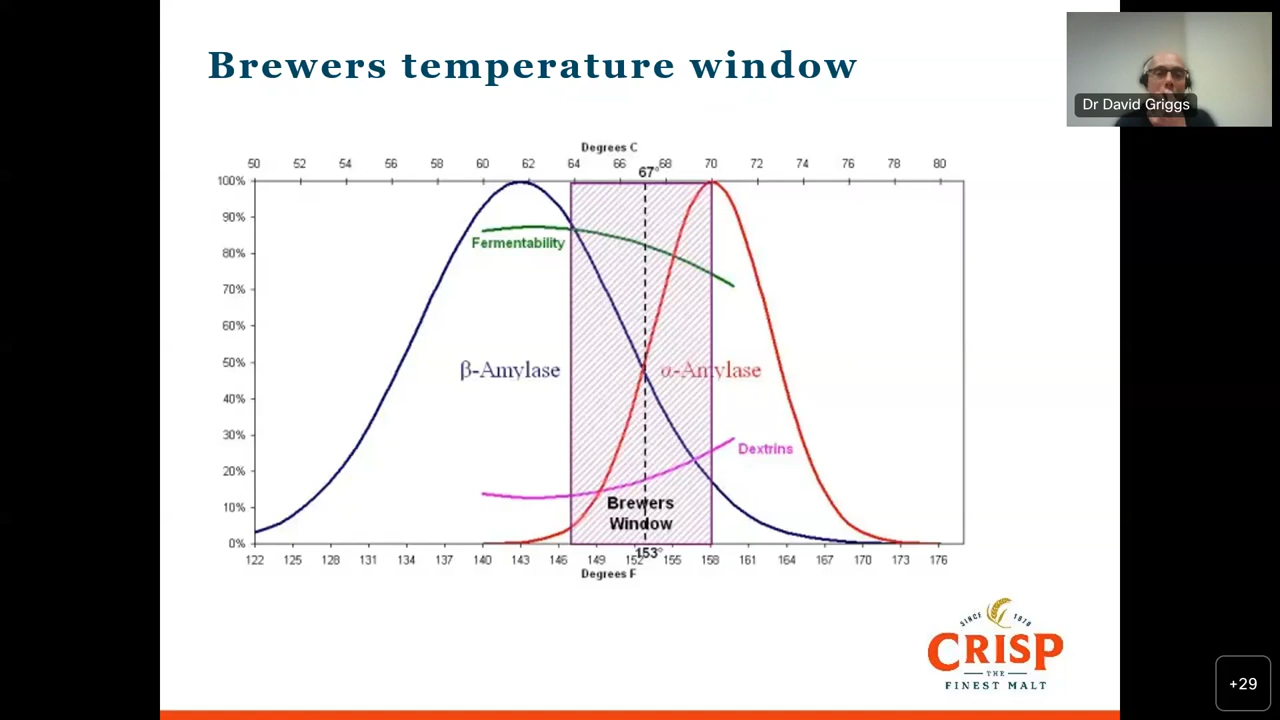 Brewers temperature window
Dr David Griggs
Degrees C
50 52 54 56 58 60 62 64 66 68 70 72 74 76 78 80
67°
100%
90%
80%
70%
60%
50%
40%
30%
20%
10%
0%
Fermentability
β-Amylase
α-Amylase
Dextrins
Brewers
Window
153°
122 125 128 131 134 137 140 143 146 149 152 155 158 161 164 167 170 173 176
Degrees F
SINCE 1870
CRISP
THE
FINEST MALT
+29